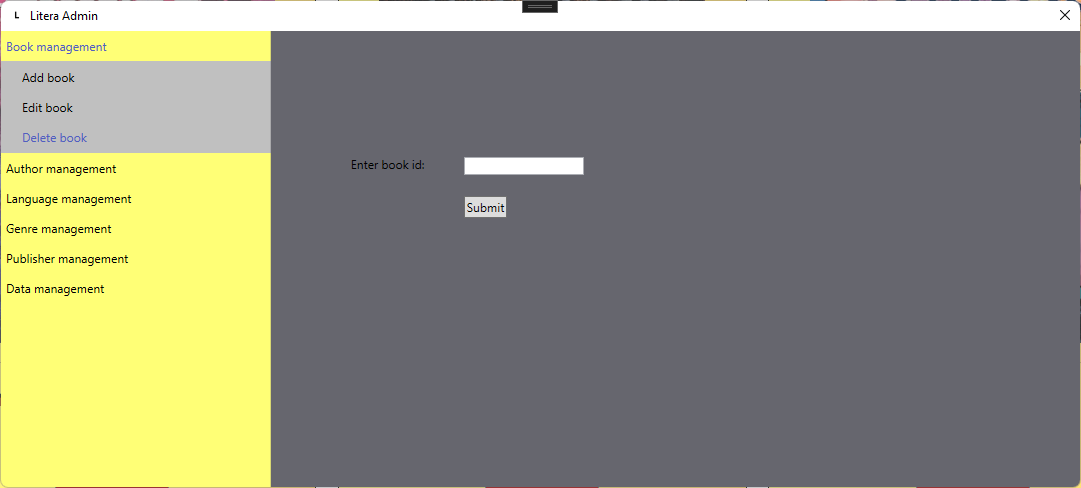 L Litera Admin
Book management
Add book
Edit book
Delete book
Author management
Language management
Genre management
Publisher management
Data management
Enter book id:
Submit